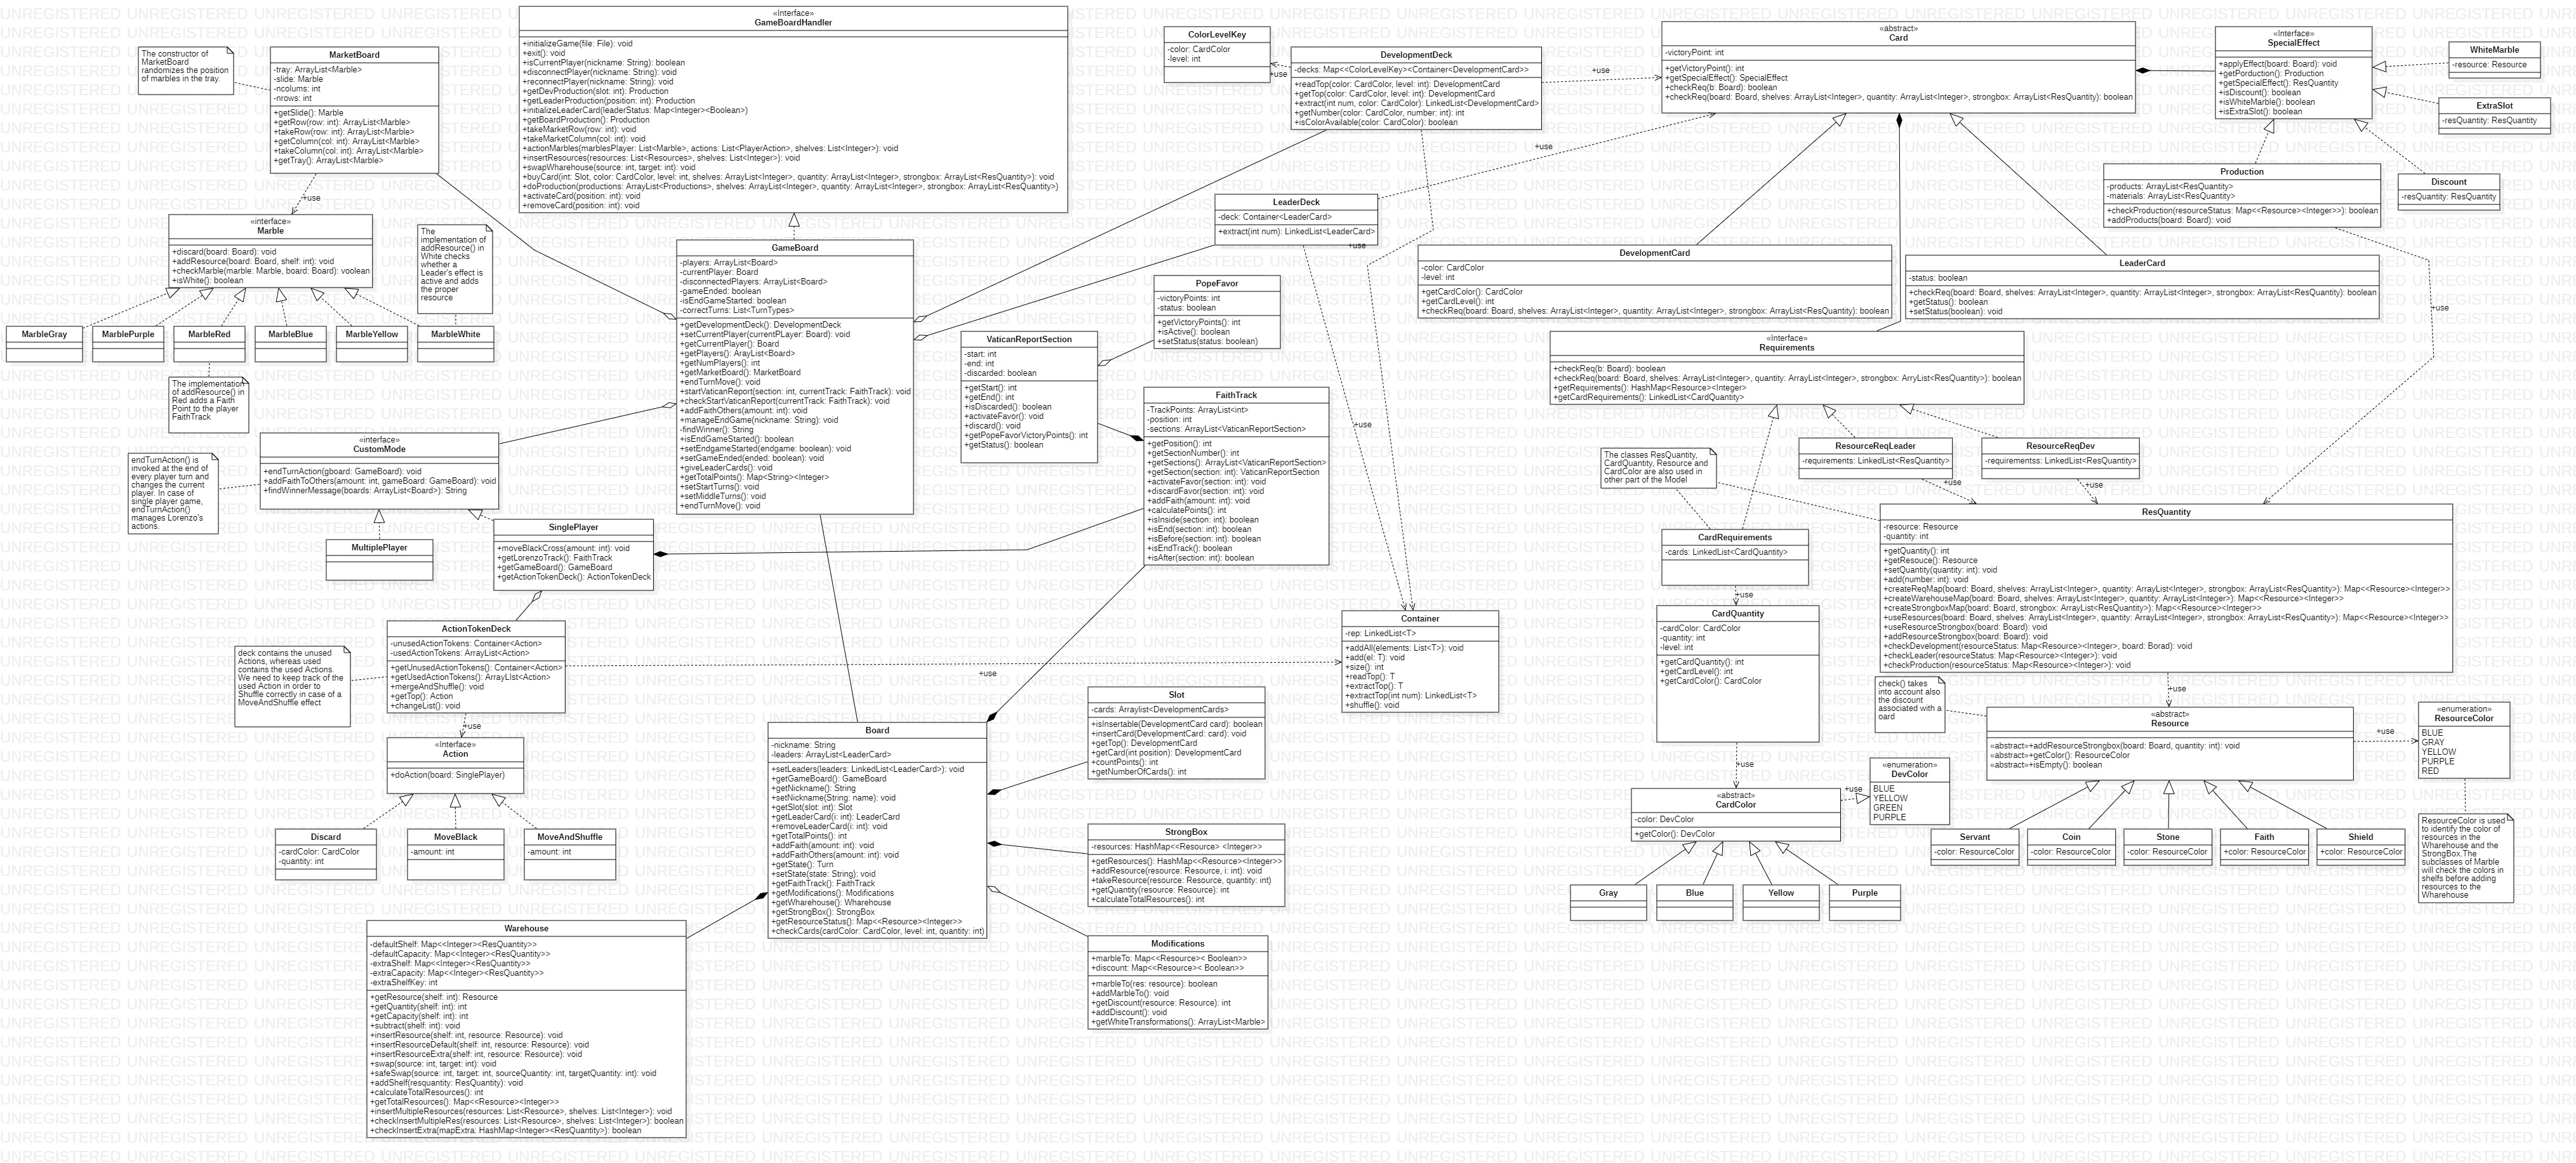 The constructor of
MarketBoard
randomizes the position
of marbles in the tray.
MarketBoard
-tray: ArrayList<Marble>
-slide: Marble
-ncolums: int
-nrows: int
+getSlide(): Marble
+getRow(row: int): ArrayList<Marble>
+takeRow(row: int): ArrayList<Marble>
+getColumn(col: int): ArrayList<Marble>
+takeColumn(col: int): ArrayList<Marble>
+getTray(): ArrayList<Marble>
+use
«interface»
Marble
+discard(board: Board): void
+addResource(board: Board, shelf: int): void
+checkMarble(marble: Marble, board: Board): voolean
+isWhite(): boolean
The
implementation of
addResource() in
White checks
whether a
Leader's effect is
active and adds
the proper
resource
MarbleGray
MarblePurple
MarbleRed
MarbleBlue
MarbleYellow
MarbleWhite
The implementation
of addResource() in
Red adds a Faith
Point to the player
FaithTrack
«Interface»
GameBoardHandler
+initializeGame(file: File): void
+exit(): void
+isCurrentPlayer(nickname: String): boolean
+disconnectPlayer(nickname: String): void
+reconnectPlayer(nickname: String): void
+getDevProduction(slot: int): Production
+getLeaderProduction(position: int): Production
+initializeLeaderCard(leaderStatus: Map<Integer><Boolean>)
+getBoardProduction(): Production
+takeMarketRow(row: int): void
+takeMarketColumn(col: int): void
+actionMarbles(marblesPlayer: List<Marble>, actions: List<PlayerAction>, shelves: List<Integer>): void
+insertResources(resources: List<Resources>, shelves: List<Integer>): void
+swapWharehouse(source: int, target: int): void
+buyCard(int: Slot, color: CardColor, level: int, shelves: ArrayList<Integer>, quantity: ArrayList<Integer>, strongbox: ArrayList<ResQuantity>): void
+doProduction(productions: ArrayList<Productions>, shelves: ArrayList<Integer>, quantity: ArrayList<Integer>, strongbox: ArrayList<ResQuantity>)
+activateCard(position: int): void
+removeCard(position: int): void
GameBoard
-players: ArrayList<Board>
-currentPlayer: Board
-disconnectedPlayers: ArrayList<Board>
-gameEnded: boolean
-isEndGameStarted: boolean
-correctTurns: List<TurnTypes>
+getDevelopmentDeck(): DevelopmentDeck
+setCurrentPlayer(currentPLayer: Board): void
+getCurrentPlayer(): Board
+getPlayers(): ArayList<Board>
+getNumPlayers(): int
+getMarketBoard(): MarketBoard
+endTurnMove(): void
+startVaticanReport(section: int, currentTrack: FaithTrack): void
+checkStartVaticanReport(currentTrack: FaithTrack): void
+addFaithOthers(amount: int): void
+manageEndGame(nickname: String): void
-findWinner(): String
+isEndGameStarted(): boolean
+setEndgameStarted(endgame: boolean): void
+setGameEnded(ended: boolean): void
+giveLeaderCards(): void
+getTotalPoints(): Map<String><Integer>
+setStartTurns(): void
+setMiddleTurns(): void
+endTurnMove(): void
endTurnAction() is
invoked at the end of
every player turn and
changes the current
player. In case of
single player game,
endTurnAction()
manages Lorenzo's
actions.
«interface»
CustomMode
+endTurnAction(gboard: GameBoard): void
+addFaithToOthers(amount: int, gameBoard: GameBoard): void
+findWinnerMessage(boards: ArrayList<Board>): String
MultiplePlayer
SinglePlayer
+moveBlackCross(amount: int): void
+getLorenzoTrack(): FaithTrack
+getGameBoard(): GameBoard
+getActionTokenDeck(): ActionTokenDeck
deck contains the unused
Actions, whereas used
contains the used Actions.
We need to keep track of the
used Action in order to
Shuffle correctly in case of a
MoveAndShuffle effect
ActionTokenDeck
-unusedActionTokens: Container<Action>
-usedActionTokens: ArrayList<Action>
+getUnusedActionTokens(): Container<Action>
+getUsedActionTokens(): ArrayLIst<Action>
+mergeAndShuffle(): void
+getTop(): Action
+changeList(): void
+use
+use
«Interface»
Action
+doAction(board: SinglePlayer)
Discard
-cardColor: CardColor
-quantity: int
MoveBlack
-amount: int
MoveAndShuffle
-amount: int
Warehouse
-defaultShelf: Map<<Integer><ResQuantity>>
-defaultCapacity: Map<<Integer><ResQuantity>>
-extraShelf: Map<<Integer><ResQuantity>>
-extraCapacity: Map<<Integer><ResQuantity>>
-extraShelfKey: int
+getResource(shelf: int): Resource
+getQuantity(shelf: int): int
+getCapacity(shelf: int): int
+subtract(shelf: int): void
+insertResource(shelf: int, resource: Resource): void
+insertResourceDefault(shelf: int, resource: Resource): void
+insertResourceExtra(shelf: int, resource: Resource): void
+swap(source: int, target: int): void
+safeSwap(source: int, target: int, sourceQuantity: int, targetQuantity: int): void
+addShelf(resquantity: ResQuantity): void
+calculateTotalResources(): int
+getTotalResources(): Map<<Resource><Integer>>
+insertMultipleResources(resources: List<Resource>, shelves: List<Integer>): void
+checkInsertMultipleRes(resources: List<Resource>, shelves: List<Integer>): boolean
+checkInsertExtra(mapExtra: HashMap<Integer><ResQuantity>): boolean
Board
-nickname: String
-leaders: ArrayList<LeaderCard>
+setLeaders(leaders: LinkedList<LeaderCard>): void
+getGameBoard(): GameBoard
+getNickname(): String
+setNickname(String: name): void
+getSlot(slot: int): Slot
+getLeaderCard(i: int): LeaderCard
+removeLeaderCard(i: int): void
+getTotalPoints(): int
+addFaith(amount: int): void
+addFaithOthers(amount: int): void
+getState(): Turn
+setState(state: String): void
+getFaithTrack(): FaithTrack
+getModifications(): Modifications
+getWharehouse(): Wharehouse
+getStrongBox(): StrongBox
+getResourceStatus(): Map<<Resource><Integer>>
+checkCards(cardColor: CardColor, level: int, quantity: int)
Slot
-cards: Arraylist<DevelopmentCards>
+isInsertable(DevelopmentCard card): boolean
+insertCard(DevelopmentCard: card): void
+getTop(): DevelopmentCard
+getCard(int position): DevelopmentCard
+countPoints(): int
+getNumberOfCards(): int
StrongBox
-resources: HashMap<<Resource> <Integer>>
+getResources(): HashMap<<Resource><Integer>>
+addResource(resource: Resource, i: int): void
+takeResource(resource: Resource, quantity: int)
+getQuantity(resource: Resource): int
+calculateTotalResources(): int
Modifications
+marbleTo: Map<<Resource>< Boolean>>
+discount: Map<<Resource>< Boolean>>
+marbleTo(res: resource): boolean
+addMarbleTo(): void
+getDiscount(resource: Resource): int
+addDiscount(): void
+getWhiteTransformations(): ArrayList<Marble>
VaticanReportSection
-start: int
-end: int
-discarded: boolean
+getStart(): int
+getEnd(): int
+isDiscarded(): boolean
+activateFavor(): void
+discard(): void
+getPopeFavorVictoryPoints(): int
+getStatus(): boolean
PopeFavor
-victoryPoints: int
-status: boolean
+getVictoryPoints(): int
+isActive(): boolean
+setStatus(status: boolean)
FaithTrack
-TrackPoints: ArrayList<int>
-position: int
-sections: ArrayList<VaticanReportSection>
+getPosition(): int
+getSectionNumber(): int
+getSections(): ArrayList<VaticanReportSection>
+getSection(section: int): VaticanReportSection
+activateFavor(section: int): void
+discardFavor(section: int): void
+addFaith(amount: int): void
+calculatePoints(): int
+isInside(section: int): boolean
+isEnd(section: int): boolean
+isBefore(section: int): boolean
+isEndTrack(): boolean
+isAfter(section: int): boolean
ColorLevelKey
-color: CardColor
-level: int
+use
DevelopmentDeck
-decks: Map<<ColorLevelKey><Container<DevelopmentCard>>
+readTop(color: CardColor, level: int): DevelopmentCard
+getTop(color: CardColor, level: int): DevelopmentCard
+extract(int num, color: CardColor): LinkedList<DevelopmentCard>
+getNumber(color: CardColor, number: int): int
+isColorAvailable(color: CardColor): boolean
+use
+use
LeaderDeck
-deck: Container<LeaderCard>
+extract(int num): LinkedList<LeaderCard>
+use
+use
Container
-rep: LinkedList<T>
+addAll(elements: List<T>): void
+add(el: T): void
+size(): int
+readTop(): T
+extractTop(): T
+extractTop(int num): LinkedList<T>
+shuffle(): void
«abstract»
Card
-victoryPoint: int
+getVictoryPoint(): int
+getSpecialEffect(): SpecialEffect
+checkReq(b: Board): boolean
+checkReq(board: Board, shelves: ArrayList<Integer>, quantity: ArrayList<Integer>, strongbox: ArrayList<ResQuantity): boolean
«Interface»
SpecialEffect
+applyEffect(board: Board): void
+getPorduction(): Production
+getSpecialEffect(): ResQuantity
+isDiscount(): boolean
+isWhiteMarble(): boolean
+isExtraSlot(): boolean
WhiteMarble
-resource: Resource
ExtraSlot
-resQuantity: ResQuantity
Production
-products: ArrayList<ResQuantity>
-materials: ArrayList<ResQuantity>
+checkProduction(resourceStatus: Map<<Resource><Integer>>): boolean
+addProducts(board: Board): void
Discount
-resQuantity: ResQuantity
+use
DevelopmentCard
-color: CardColor
-level: int
+getCardColor(): CardColor
+getCardLevel(): int
+checkReq(board: Board, shelves: ArrayList<Integer>, quantity: ArrayList<Integer>, strongbox: ArrayList<ResQuantity): boolean
LeaderCard
-status: boolean
+checkReq(board: Board, shelves: ArrayList<Integer>, quantity: ArrayList<Integer>, strongbox: ArrayList<ResQuantity): boolean
+getStatus(): boolean
+setStatus(boolean): void
«Interface»
Requirements
+checkReq(b: Board): boolean
+checkReq(board: Board, shelves: ArrayList<Integer>, quantity: ArrayList<Integer>, strongbox: ArryList<ResQuantity>): boolean
+getRequirements(): HashMap<Resource><Integer>
+getCardRequirements(): LinkedList<CardQuantity>
The classes ResQuantity,
CardQuantity, Resource and
CardColor are also used in
other part of the Model
ResourceReqLeader
-requirements: LinkedList<ResQuantity>
+use
ResourceReqDev
-requirementss: LinkedList<ResQuantity>
+use
CardRequirements
-cards: LinkedList<CardQuantity>
+use
CardQuantity
-cardColor: CardColor
-quantity: int
-level: int
+getCardQuantity(): int
+getCardLevel(): int
+getCardColor(): CardColor
+use
«abstract»
CardColor
-color: DevColor
+getColor(): DevColor
+use
«enumeration»
DevColor
BLUE
YELLOW
GREEN
PURPLE
Gray
Blue
Yellow
Purple
ResQuantity
-resource: Resource
-quantity: int
+getQuantity(): int
+getResouce(): Resource
+setQuantity(quantity: int): void
+add(number: int): void
+createReqMap(board: Board, shelves: ArrayList<Integer>, quantity: ArrayList<Integer>, strongbox: ArrayList<ResQuantity>): Map<<Resource><Integer>>
+createWarehouseMap(board: Board, shelves: ArrayList<Integer>, quantity: ArrayList<Integer>): Map<<Resource><Integer>>
+createStrongboxMap(board: Board, strongbox: ArrayList<ResQuantity>): Map<<Resource><Integer>>
+useResources(board: Board, shelves: ArrayList<Integer>, quantity: ArrayList<Integer>, strongbox: ArrayList<ResQuantity>): Map<<Resource><Integer>>
+useResourceStrongbox(board: Board): void
+addResourceStrongbox(board: Board): void
+checkDevelopment(resourceStatus: Map<Resource><Integer>, board: Borad): void
+checkLeader(resourceStatus: Map<Resource><Integer>): void
+checkProduction(resourceStatus: Map<Resource><Integer>): void
+use
check() takes
into account also
the discount
associated with a
oard
«abstract»
Resource
«abstract»+addResourceStrongbox(board: Board, quantity: int): void
«abstract»+getColor(): ResourceColor
«abstract»+isEmpty(): boolean
+use
«enumeration»
ResourceColor
BLUE
GRAY
YELLOW
PURPLE
RED
Servant
-color: ResourceColor
Coin
-color: ResourceColor
Stone
-color: ResourceColor
Faith
+color: ResourceColor
Shield
+color: ResourceColor
ResourceColor is used
to identify the color of
resources in the
Wharehouse and the
StrongBox.The
subclasses of Marble
will check the colors in
shelfs before adding
resources to the
Wharehouse